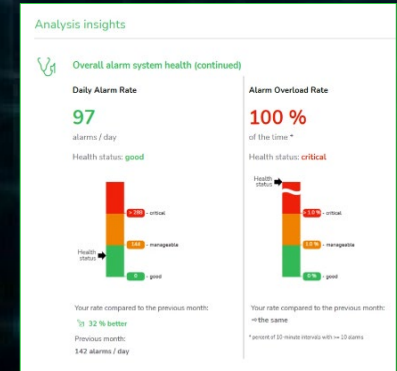 Analysis insights
Overall alarm system health (continued)
Daily Alarm Rate
97
alarms / day
Health status: good
> 288 - critical
144 - manageable
Health
status
0 - good
Your rate compared to the previous month:
32 % better
Previous month:
142 alarms / day
Alarm Overload Rate
100 %
of the time *
Health status: critical
Health
status
> 1.0 % - critical
1.0 % - manageable
0 % - good
Your rate compared to the previous month:
⇒ the same
* percent of 10-minute intervals with >= 10 alarms